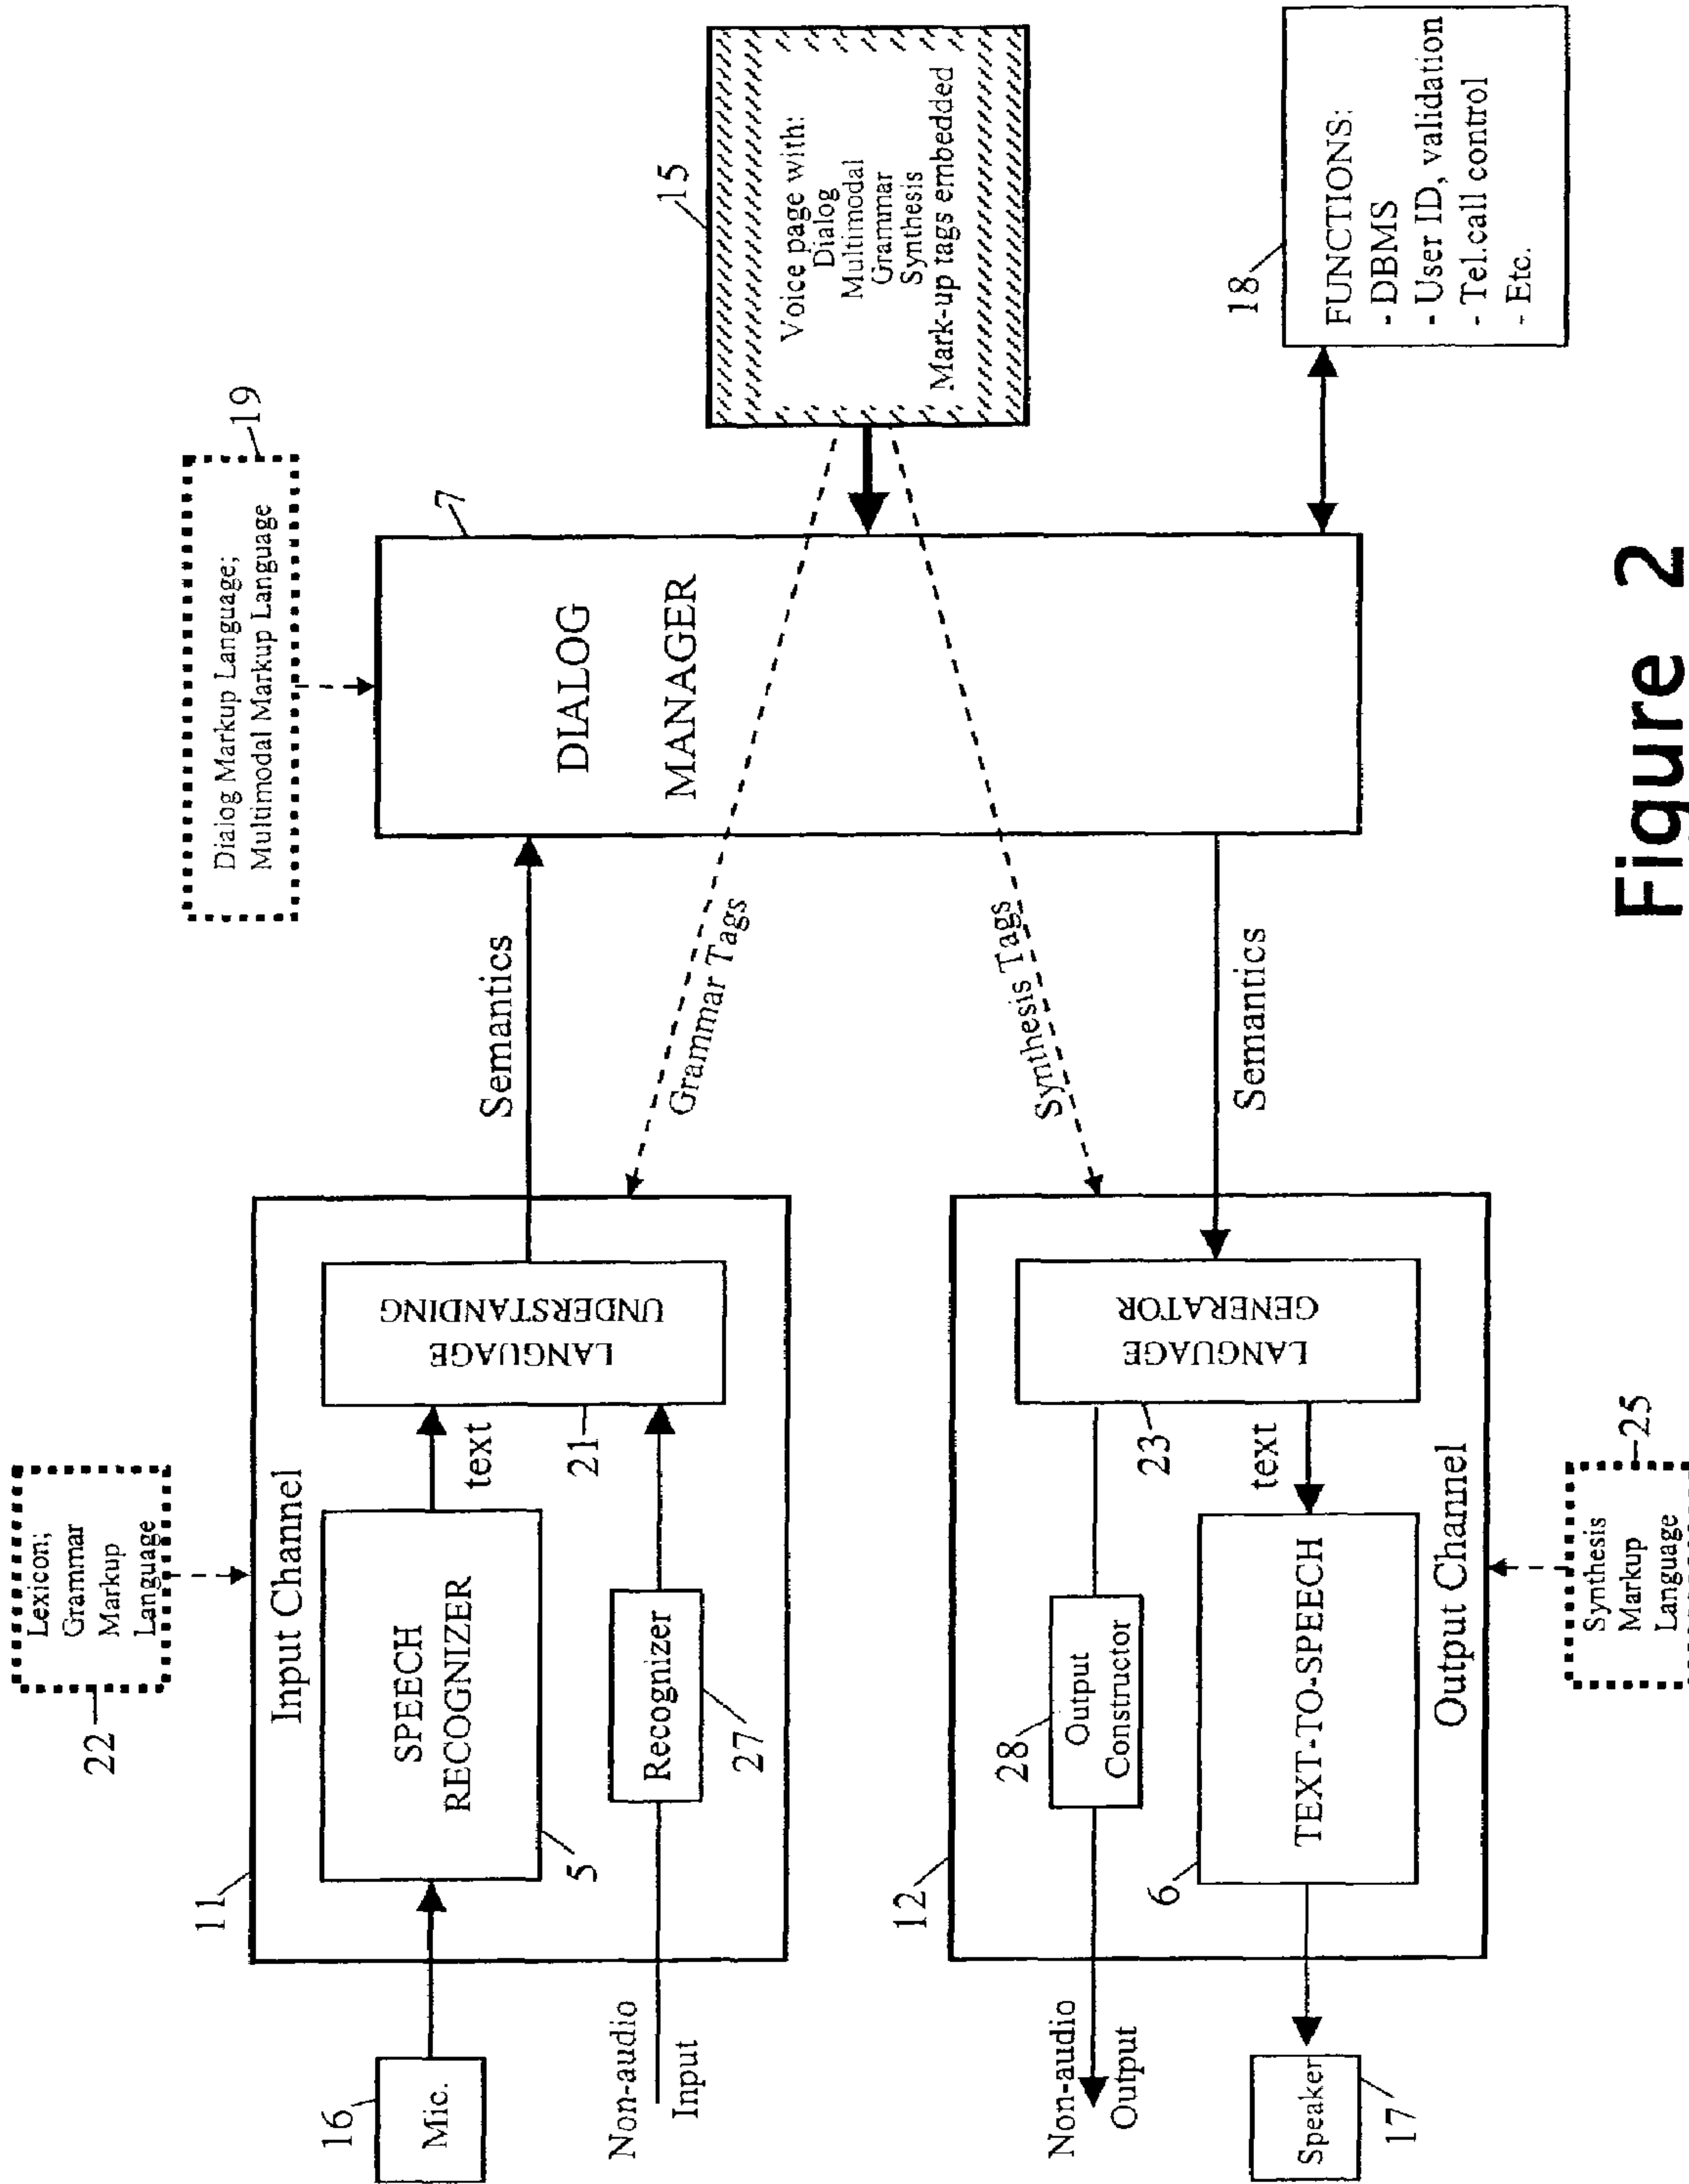 22
Lexicon;
Grammar
Markup
Language
19
Dialog Markup Language;
Multimodal Markup Language
11
Input Channel
16
Mic.
SPEECH
RECOGNIZER
5
text
LANGUAGE
UNDERSTANDING
21
Non-audio
Input
Recognizer
27
Semantics
Grammar Tags
7
DIALOG
MANAGER
15
Voice page with:
Dialog
Multimodal
Grammar
Synthesis
Mark-up tags embedded
Synthesis Tags
Semantics
12
Non-audio
Output
28
Output
Constructor
LANGUAGE
GENERATOR
23
text
6
TEXT-TO-SPEECH
Speaker
17
Output Channel
18
FUNCTIONS:
- DBMS
- User ID, validation
- Tel.call control
- Etc.
Synthesis
Markup
Language
25
Figure 2